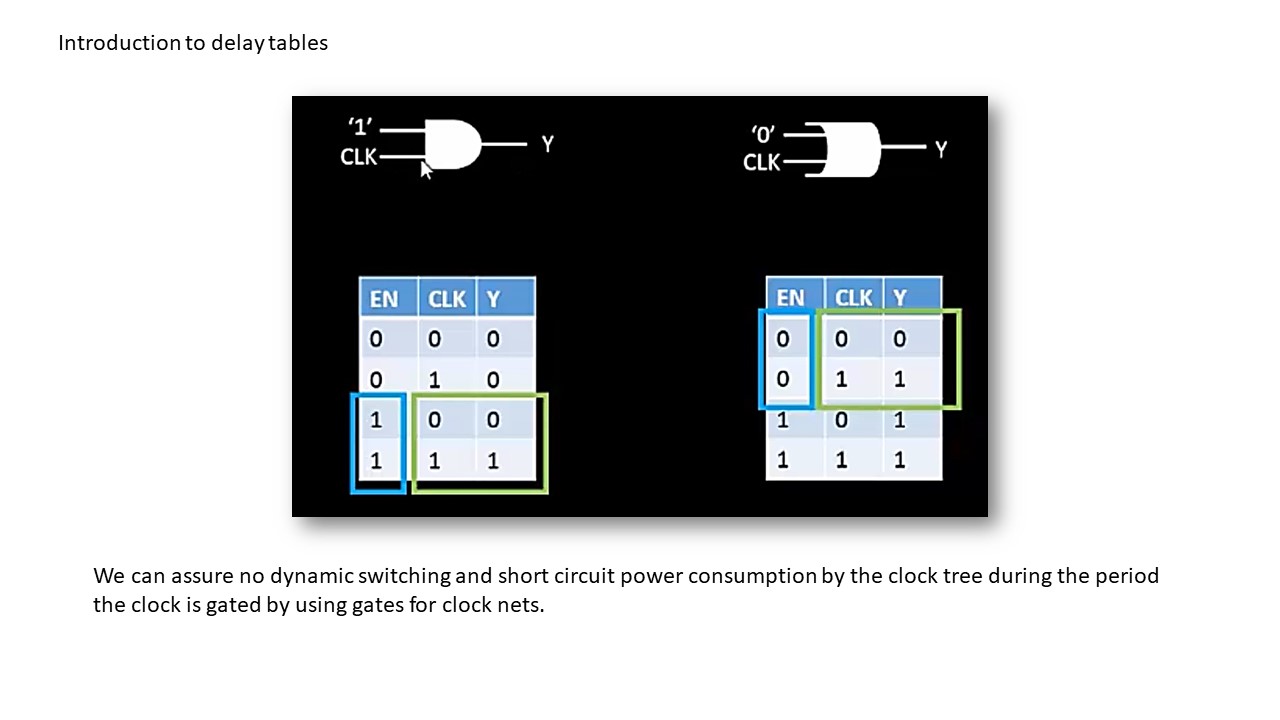 Introduction to delay tables
‘1’
CLK
Y
‘0’
CLK
Y
EN CLK Y
0 0 0
0 1 0
1 0 0
1 1 1
EN CLK Y
0 0 0
0 1 1
1 0 1
1 1 1
We can assure no dynamic switching and short circuit power consumption by the clock tree during the period
the clock is gated by using gates for clock nets.